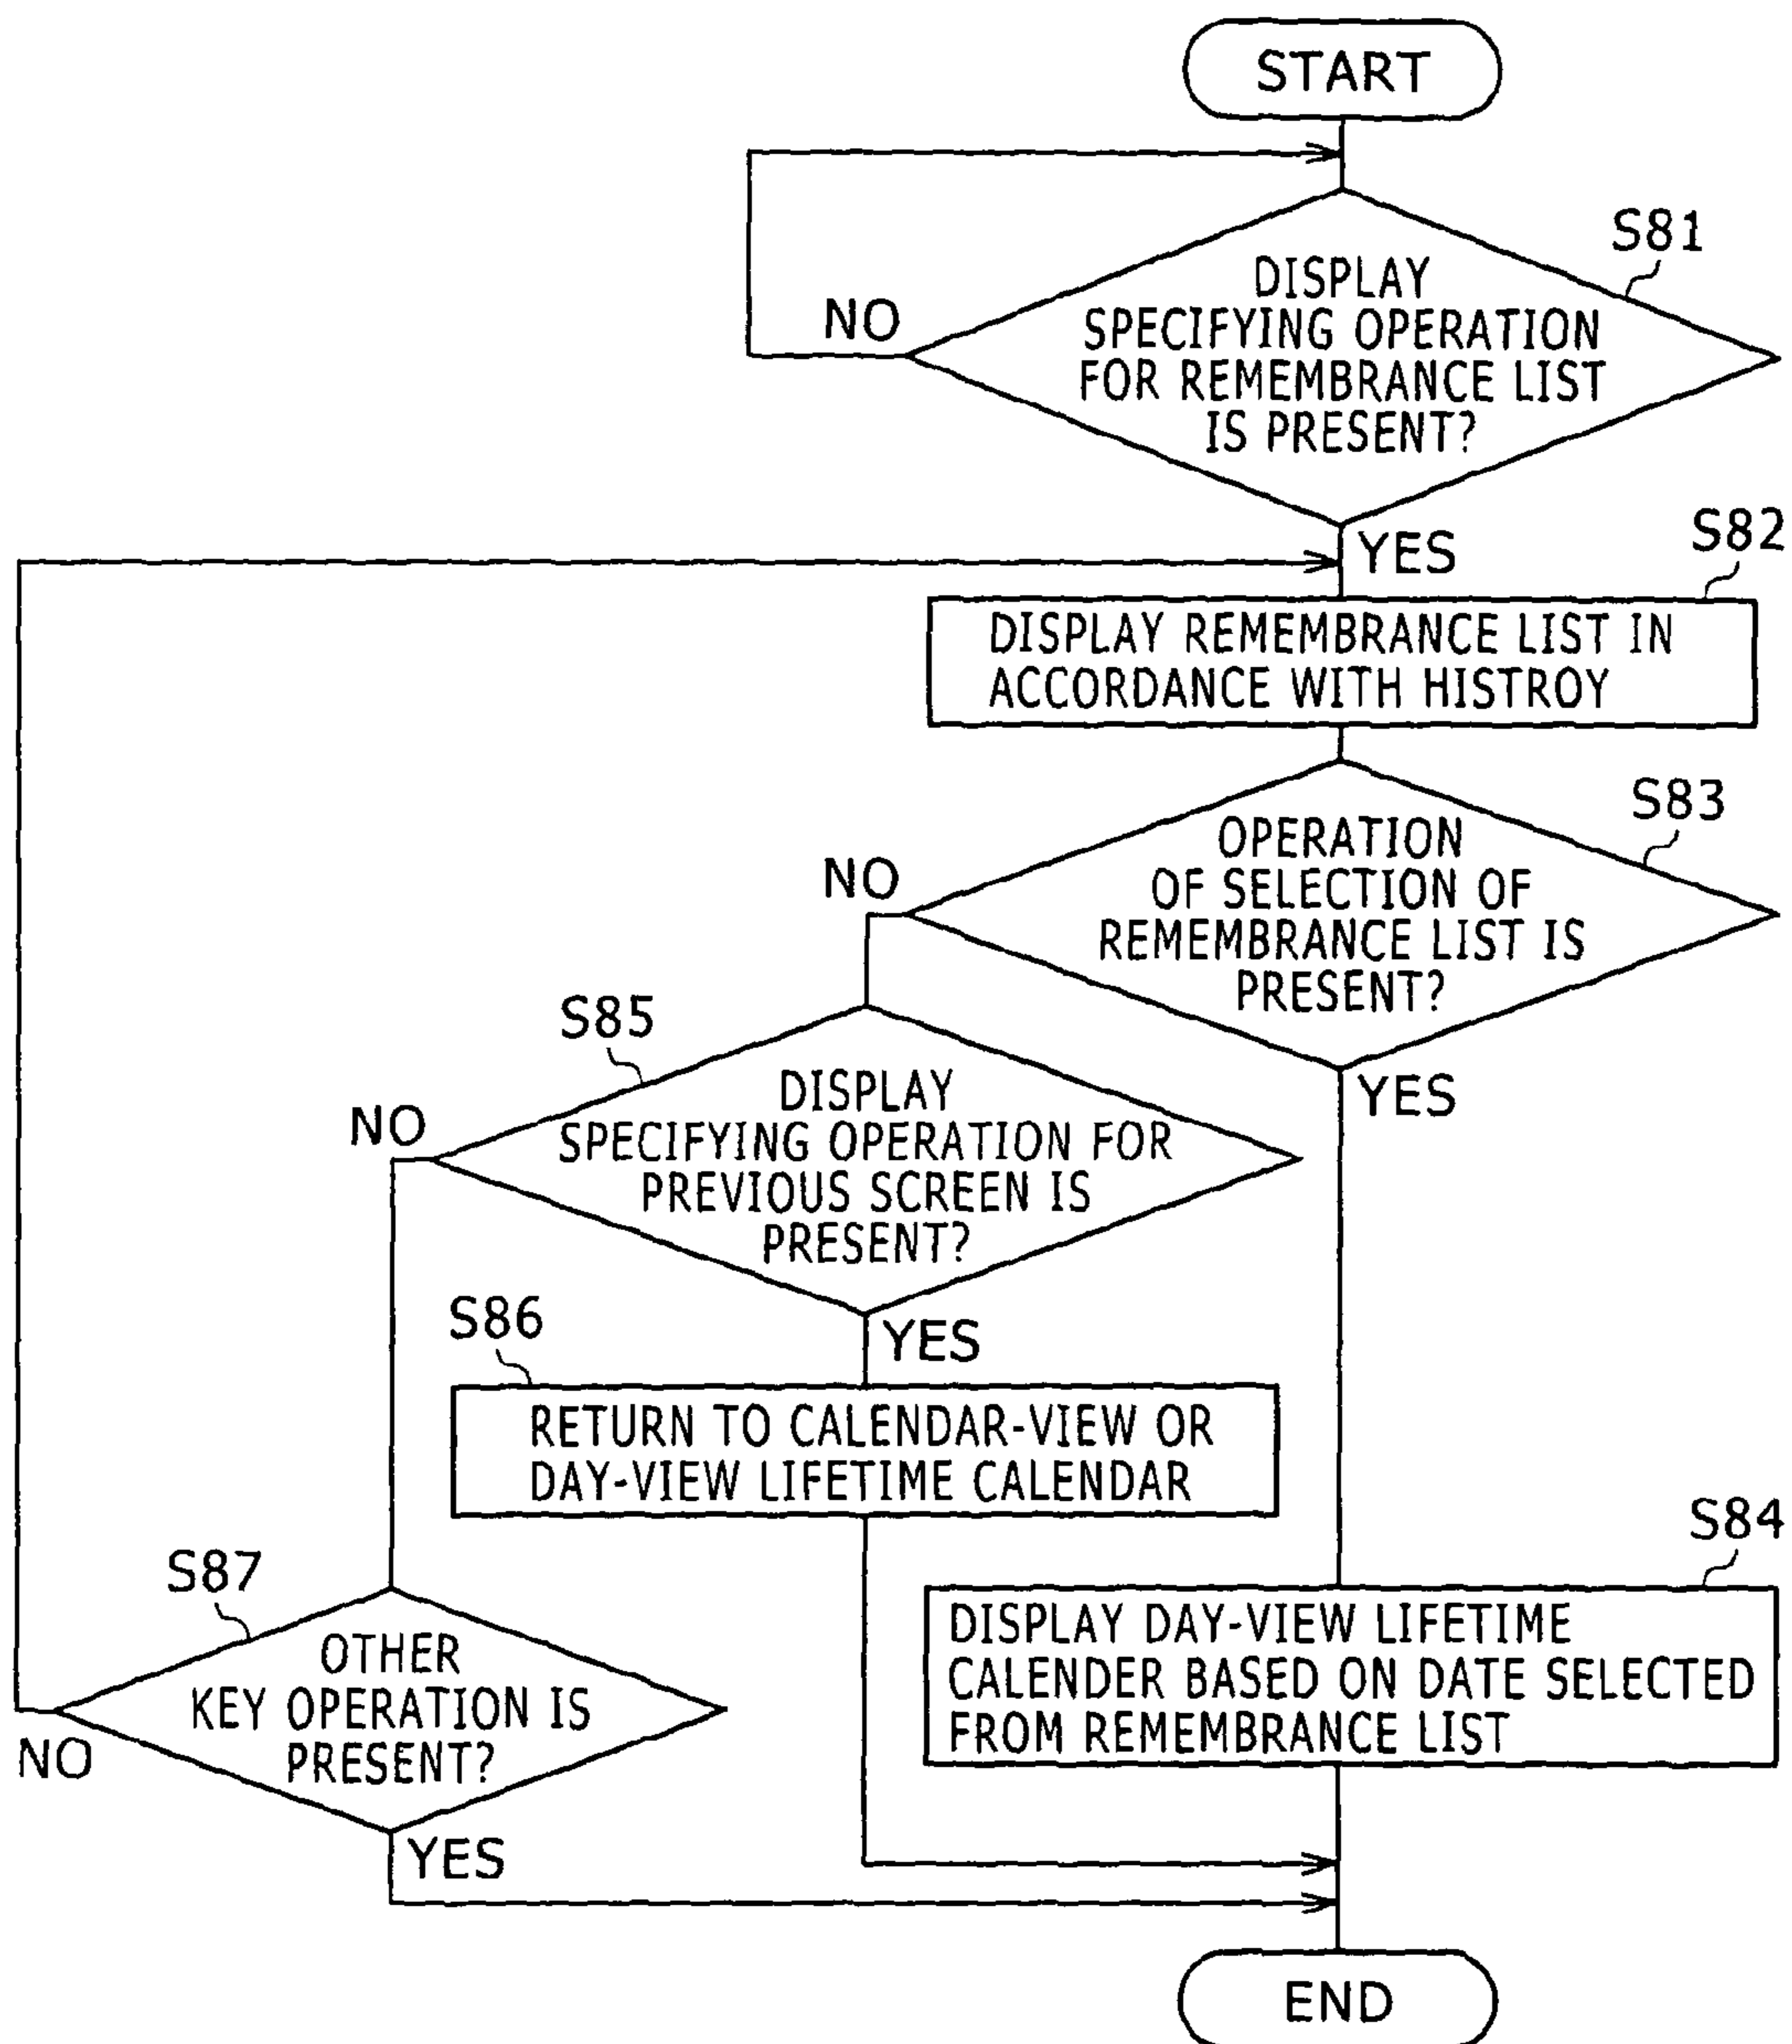 START
S81
DISPLAY
SPECIFYING OPERATION
FOR REMEMBRANCE LIST
IS PRESENT?
NO
YES
S82
DISPLAY REMEMBRANCE LIST IN
ACCORDANCE WITH HISTROY
S83
OPERATION
OF SELECTION OF
REMEMBRANCE LIST IS
PRESENT?
NO
YES
S85
DISPLAY
SPECIFYING OPERATION FOR
PREVIOUS SCREEN IS
PRESENT?
NO
YES
S86
RETURN TO CALENDAR-VIEW OR
DAY-VIEW LIFETIME CALENDAR
S84
DISPLAY DAY-VIEW LIFETIME
CALENDER BASED ON DATE SELECTED
FROM REMEMBRANCE LIST
S87
OTHER
KEY OPERATION IS
PRESENT?
NO
YES
END